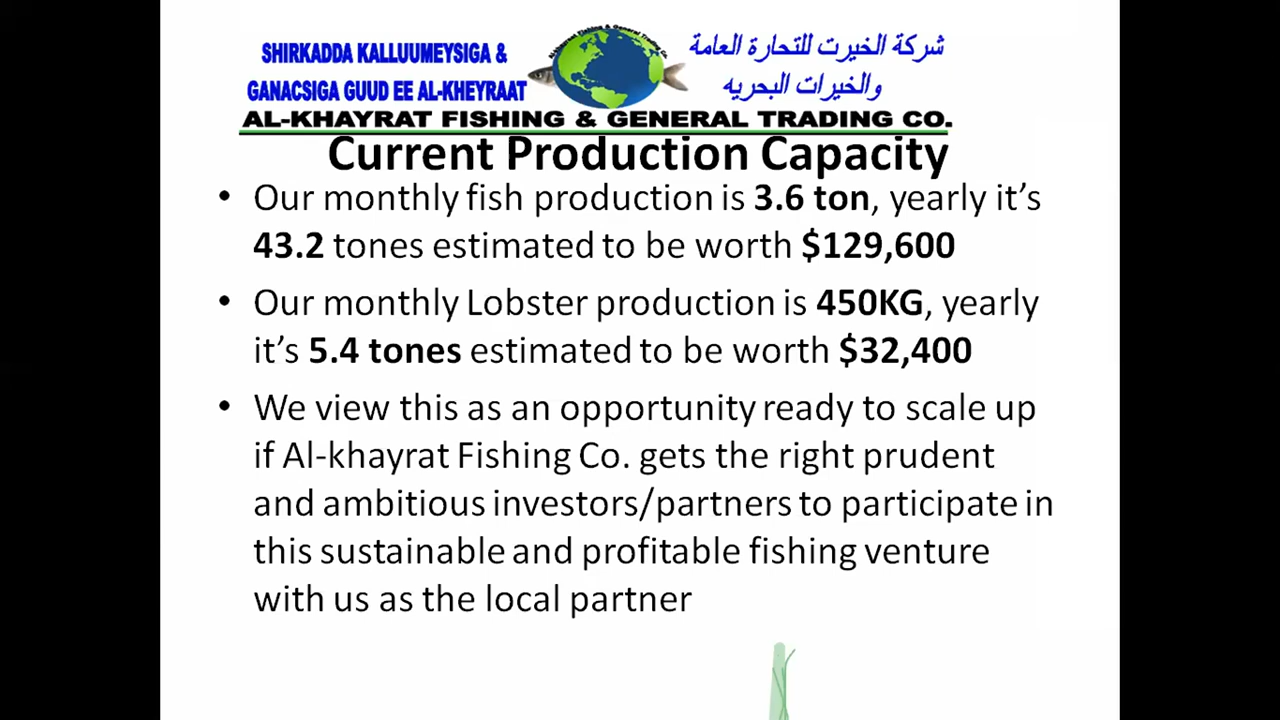 SHIRKADDA KALLUUMEYSIGA &
GANACSIGA GUUD EE AL-KHEYRAAT
شركة الخيرت للتحارة العامة
والخيرات البحريه
AL-KHAYRAT FISHING & GENERAL TRADING CO.
Current Production Capacity
• Our monthly fish production is 3.6 ton, yearly it's
43.2 tones estimated to be worth $129,600
• Our monthly Lobster production is 450KG, yearly
it's 5.4 tones estimated to be worth $32,400
• We view this as an opportunity ready to scale up
if Al-khayrat Fishing Co. gets the right prudent
and ambitious investors/partners to participate in
this sustainable and profitable fishing venture
with us as the local partner